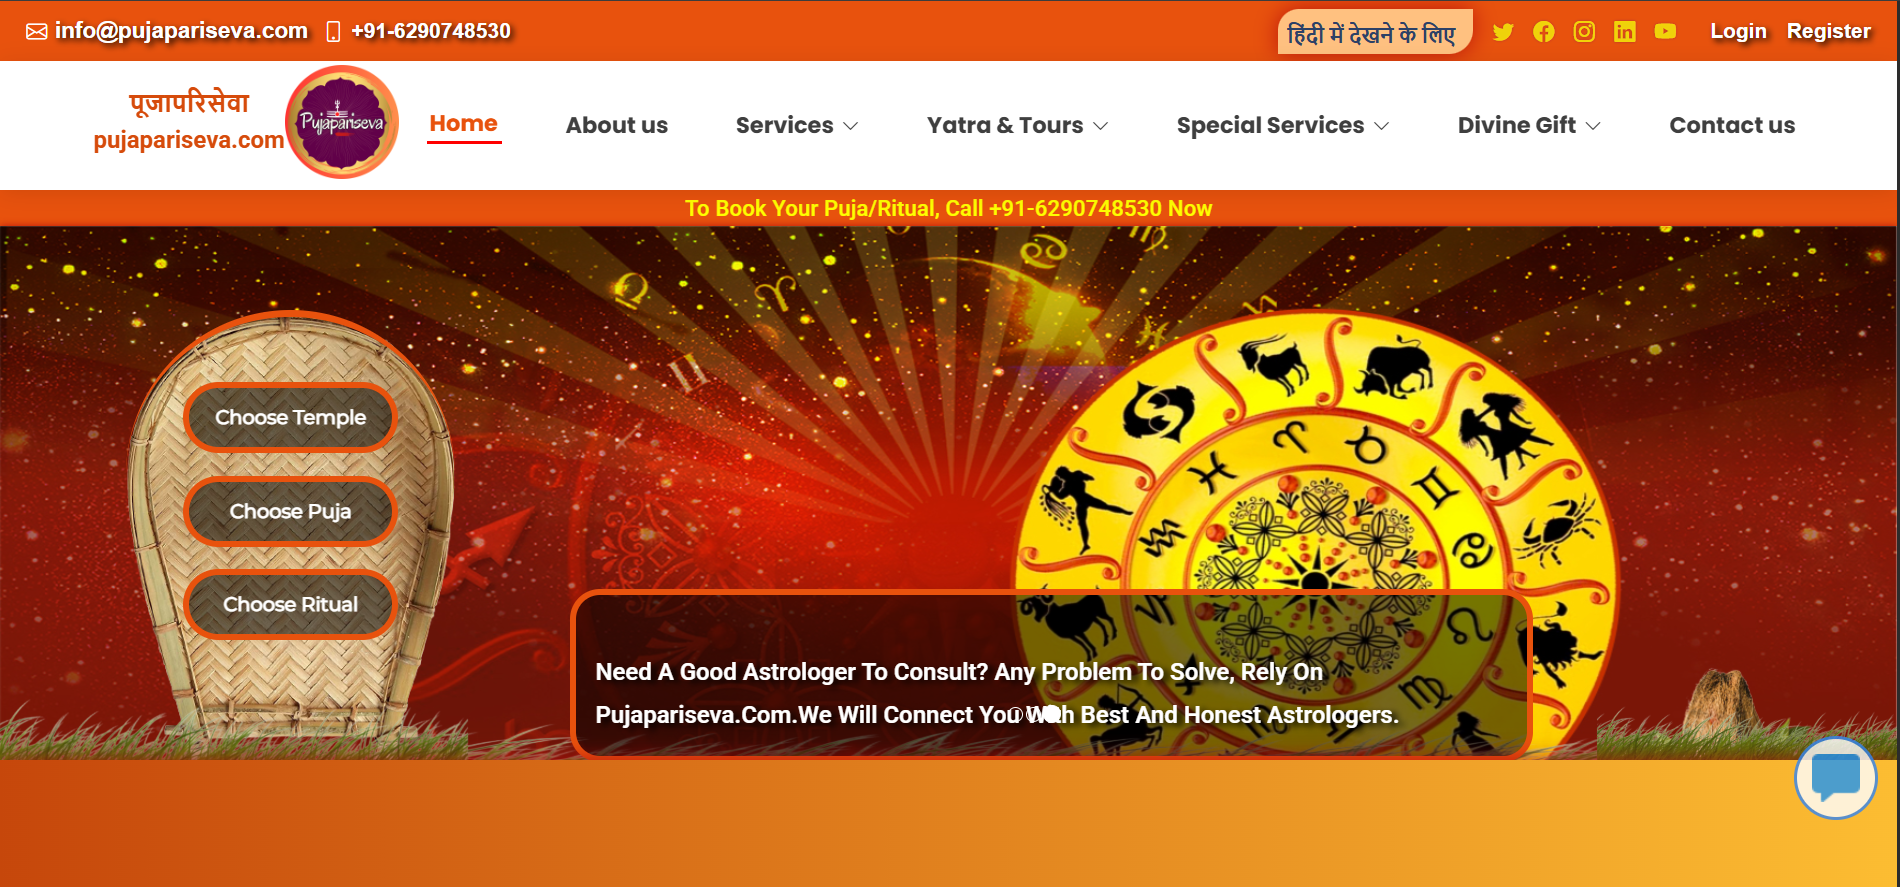 info@pujapariseva.com +91-6290748530 हिंदी में देखने के लिए Login Register
पूजापरिसेवा
pujapariseva.com
Pujapariseva
Home About us Services Yatra & Tours Special Services Divine Gift Contact us
To Book Your Puja/Ritual, Call +91-6290748530 Now
Choose Temple
Choose Puja
Choose Ritual
Need A Good Astrologer To Consult? Any Problem To Solve, Rely On
Pujapariseva.Com.We Will Connect You With Best And Honest Astrologers.